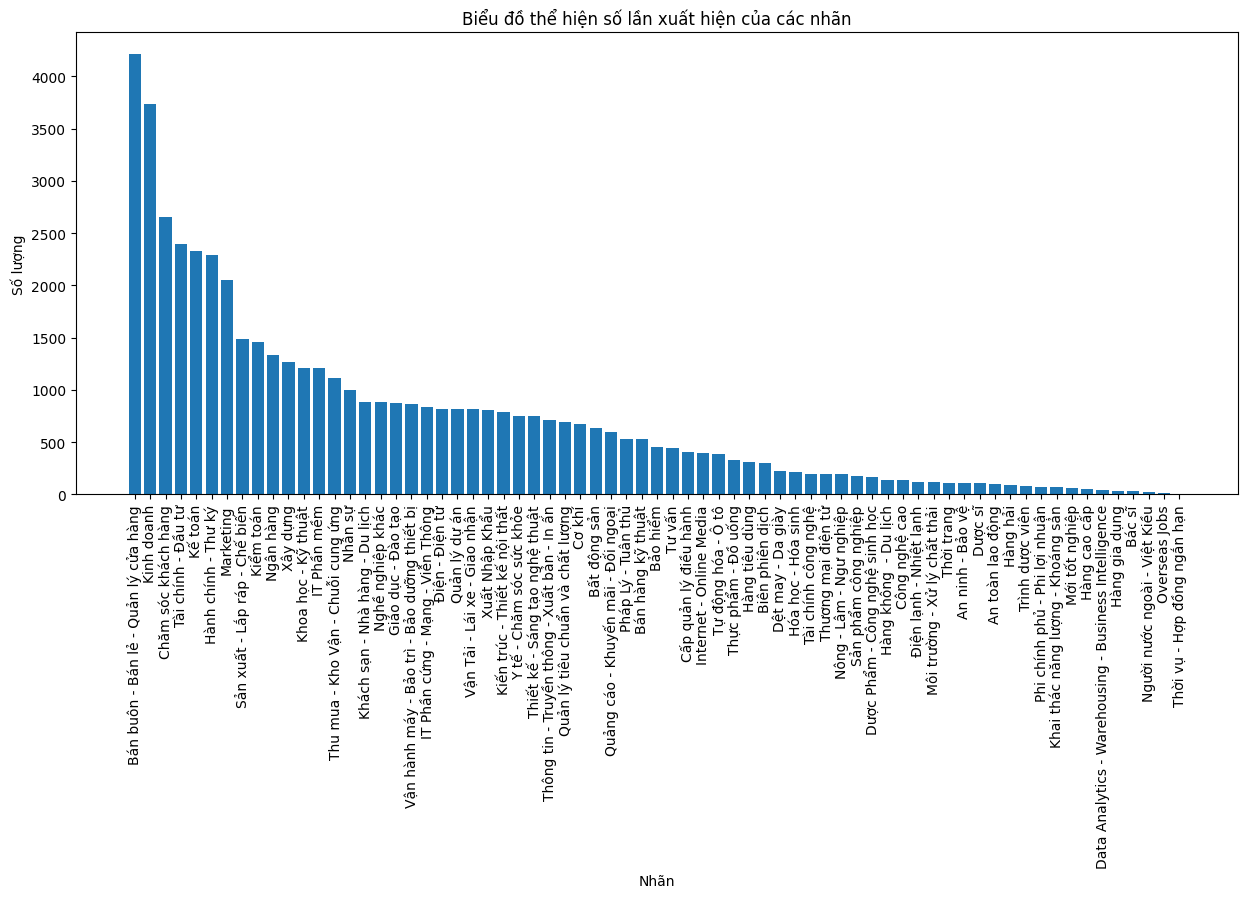 Biểu đồ thể hiện số lần xuất hiện của các nhãn
Số lượng
4000
3500
3000
2500
2000
1500
1000
500
0
Bán buôn - Bán lẻ - Quản lý cửa hàng
Kinh doanh
Chăm sóc khách hàng
Tài chính - Đầu tư
Kế toán
Hành chính - Thư ký
Marketing
Sản xuất - Lắp ráp - Chế biến
Kiểm toán
Ngân hàng
Xây dựng
Khoa học - Kỹ thuật
IT Phần mềm
Thu mua - Kho Vận - Chuỗi cung ứng
Nhân sự
Khách sạn - Nhà hàng - Du lịch
Nghề nghiệp khác
Giáo dục - Đào tạo
Vận hành máy - Bảo trì - Bảo dưỡng thiết bị
IT Phần cứng - Mạng - Viễn Thông
Điện - Điện tử
Quản lý dự án
Vận Tải - Lái xe - Giao nhận
Xuất Nhập Khẩu
Kiến trúc - Thiết kế nội thất
Y tế - Chăm sóc sức khỏe
Thiết kế - Sáng tạo nghệ thuật
Thông tin - Truyền thông - Xuất bản - In ấn
Quản lý tiêu chuẩn và chất lượng
Cơ khí
Bất động sản
Quảng cáo - Khuyến mãi - Đối ngoại
Pháp Lý - Tuân thủ
Bán hàng kỹ thuật
Bảo hiểm
Tư vấn
Cấp quản lý điều hành
Internet - Online Media
Tự động hóa - Ô tô
Thực phẩm - Đồ uống
Hàng tiêu dùng
Biên phiên dịch
Dệt may - Da giày
Hóa học - Hóa sinh
Tài chính công nghệ
Thương mại điện tử
Nông - Lâm - Ngư nghiệp
Sản phẩm công nghiệp
Dược Phẩm - Công nghệ sinh học
Hàng không - Du lịch
Công nghệ cao
Điện lạnh - Nhiệt lạnh
Môi trường - Xử lý chất thải
Thời trang
An ninh - Bảo vệ
Dược sĩ
An toàn lao động
Hàng hải
Trình dược viên
Phi chính phủ - Phi lợi nhuận
Khai thác năng lượng - Khoáng sản
Mới tốt nghiệp
Hàng cao cấp
Data Analytics - Warehousing - Business Intelligence
Hàng gia dụng
Bác sĩ
Người nước ngoài - Việt Kiều
Overseas Jobs
Thời vụ - Hợp đồng ngắn hạn
Nhãn